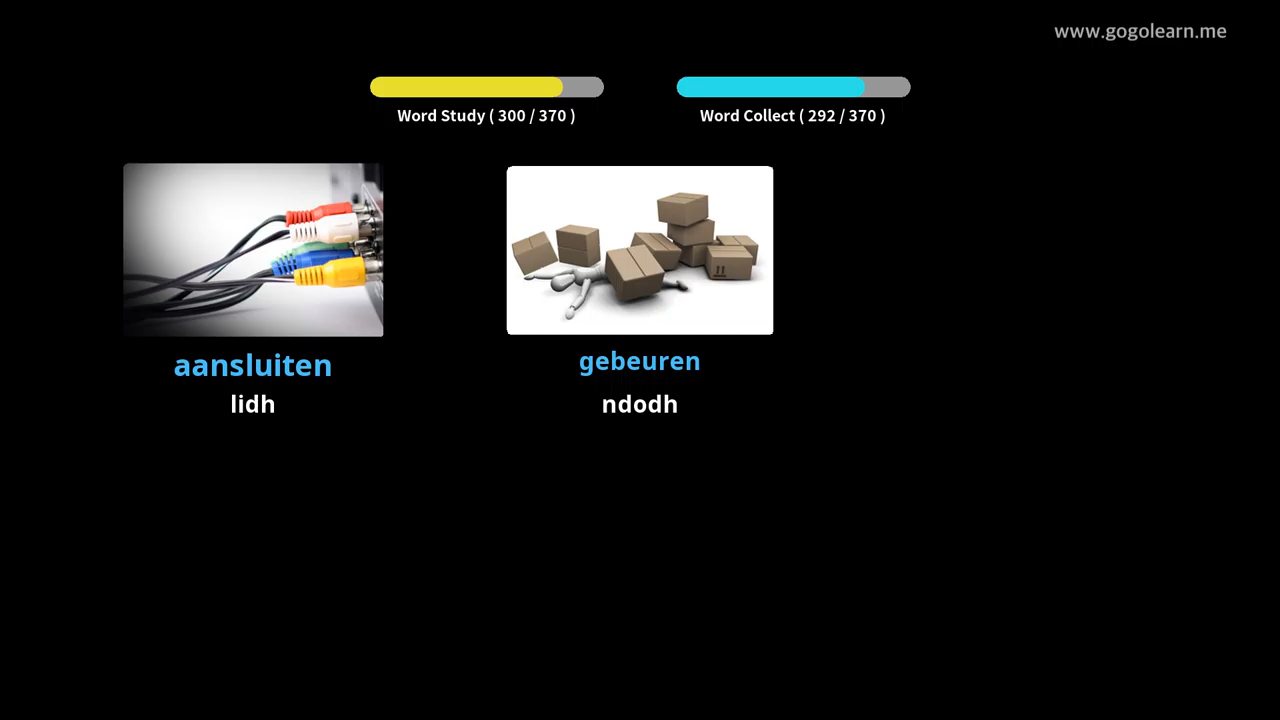 www.gogolearn.me
Word Study ( 300 / 370 )
Word Collect ( 292 / 370 )
aansluiten
lidh
gebeuren
ndodh